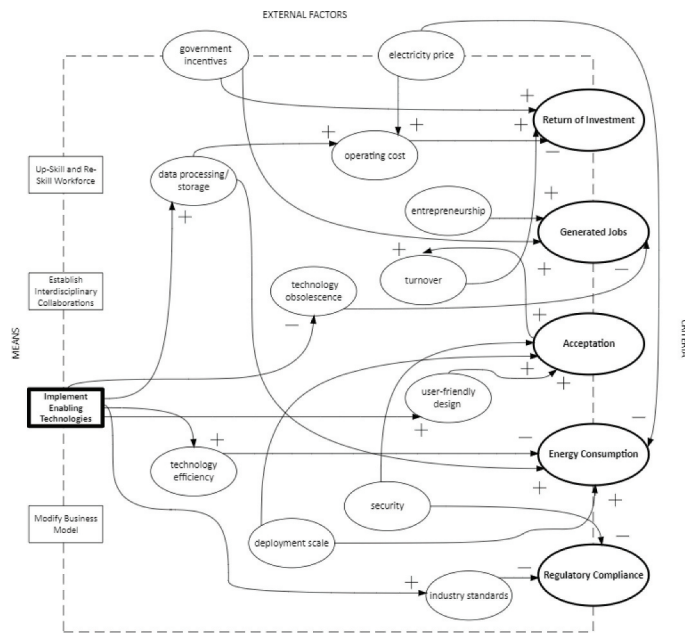 EXTERNAL FACTORS
government
incentives
electricity price
+
+
Return of Investment
+
+
+
−
operating cost
Up-Skill and Re-
Skill Workforce
data processing/
storage
+
entrepreneurship
+
Generated Jobs
+
+
−
turnover
technology
obsolescence
−
Establish
Interdisciplinary
Collaborations
MEANS
CRITERIA
+
Acceptation
+
+
user-friendly
design
+
Implement
Enabling
Technologies
−
+
−
Energy Consumption
technology
efficiency
+
+
security
Modify Business
Model
deployment scale
−
−
Regulatory Compliance
+
industry standards